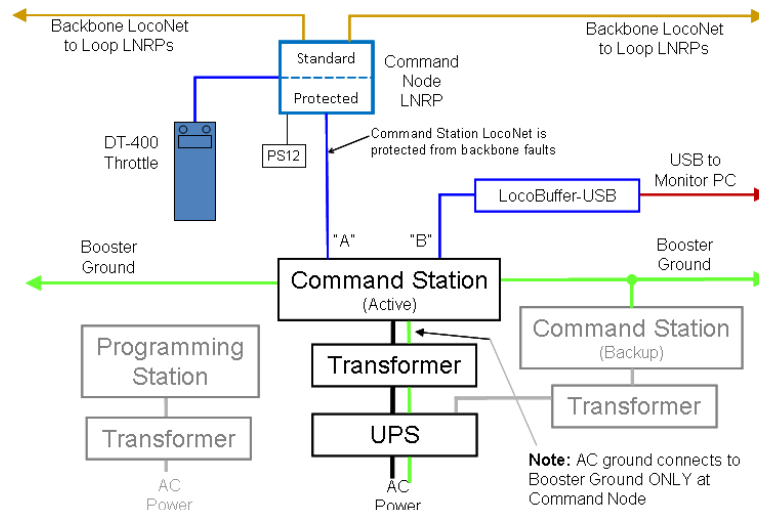 Backbone LocoNet
to Loop LNRPs
Standard
Protected
Command
Node
LNRP
Backbone LocoNet
to Loop LNRPs
DT-400
Throttle
PS12
Command Station LocoNet is
protected from backbone faults
USB to
Monitor PC
LocoBuffer-USB
"A"
"B"
Booster
Ground
Booster
Ground
Command Station
(Active)
Command Station
(Backup)
Programming
Station
Transformer
Transformer
Transformer
UPS
AC
Power
AC
Power
Note: AC ground connects to
Booster Ground ONLY at
Command Node